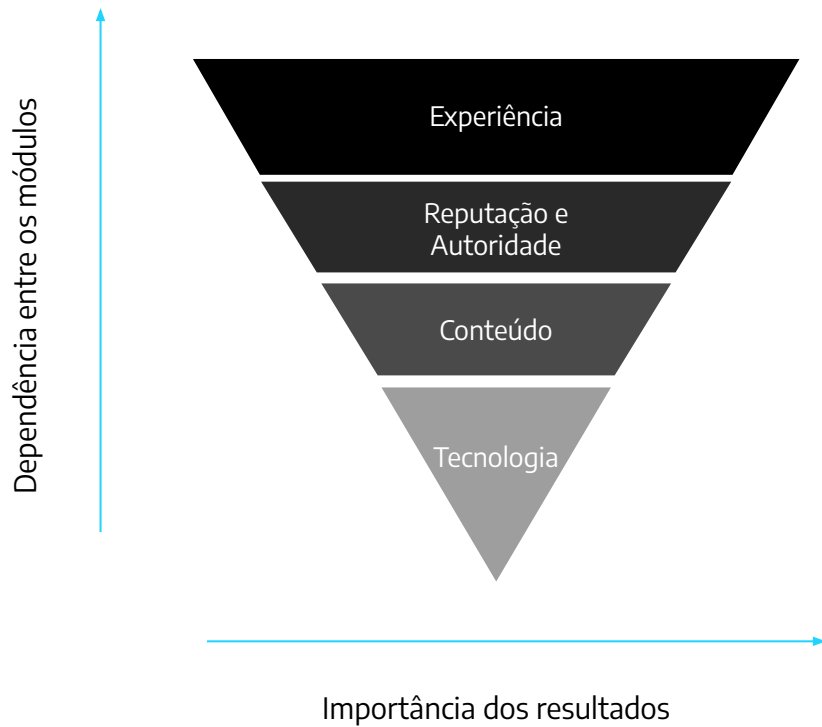 Dependência entre os módulos
Experiência
Reputação e
Autoridade
Conteúdo
Tecnologia
Importância dos resultados